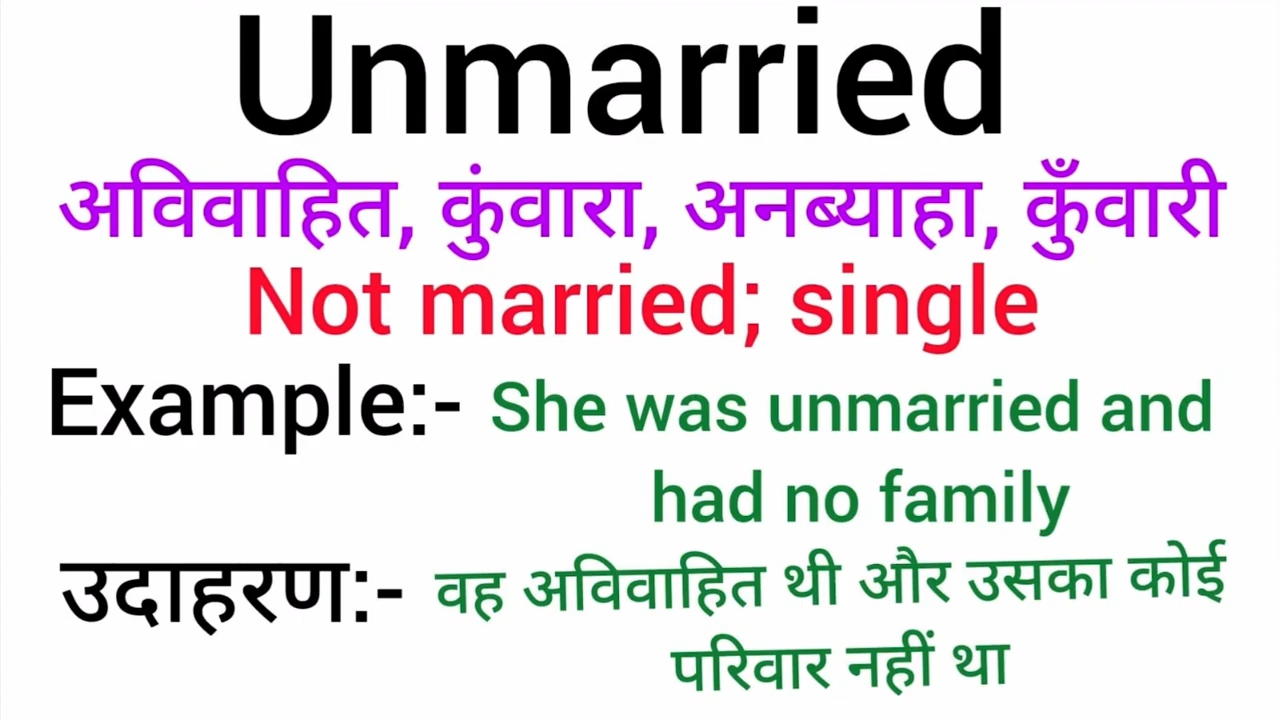 Unmarried
अविवाहित, कुंवारा, अनब्याहा, कुँवारी
Not married; single
Example:- She was unmarried and
had no family
उदाहरण:- वह अविवाहित थी और उसका कोई
परिवार नहीं था